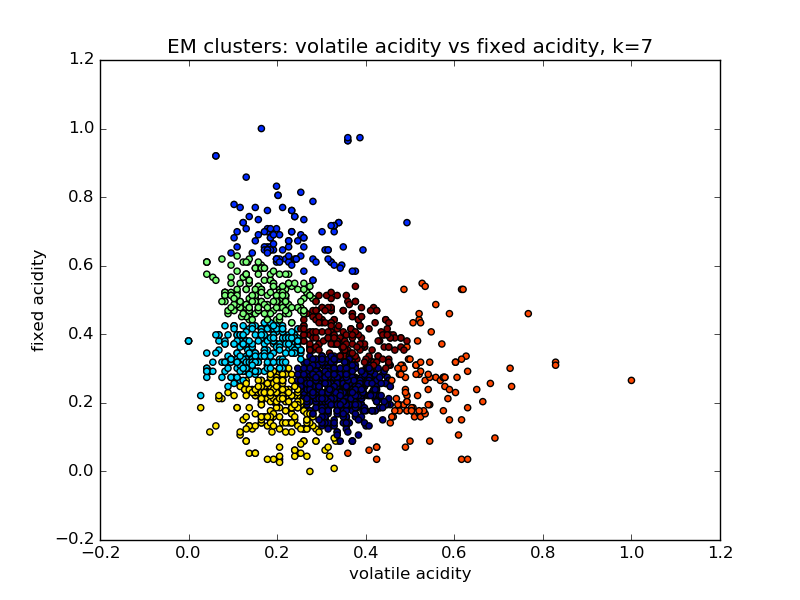 EM clusters: volatile acidity vs fixed acidity, k=7
1.2
1.0
0.8
0.6
0.4
0.2
0.0
−0.2
fixed acidity
−0.2 0.0 0.2 0.4 0.6 0.8 1.0 1.2
volatile acidity